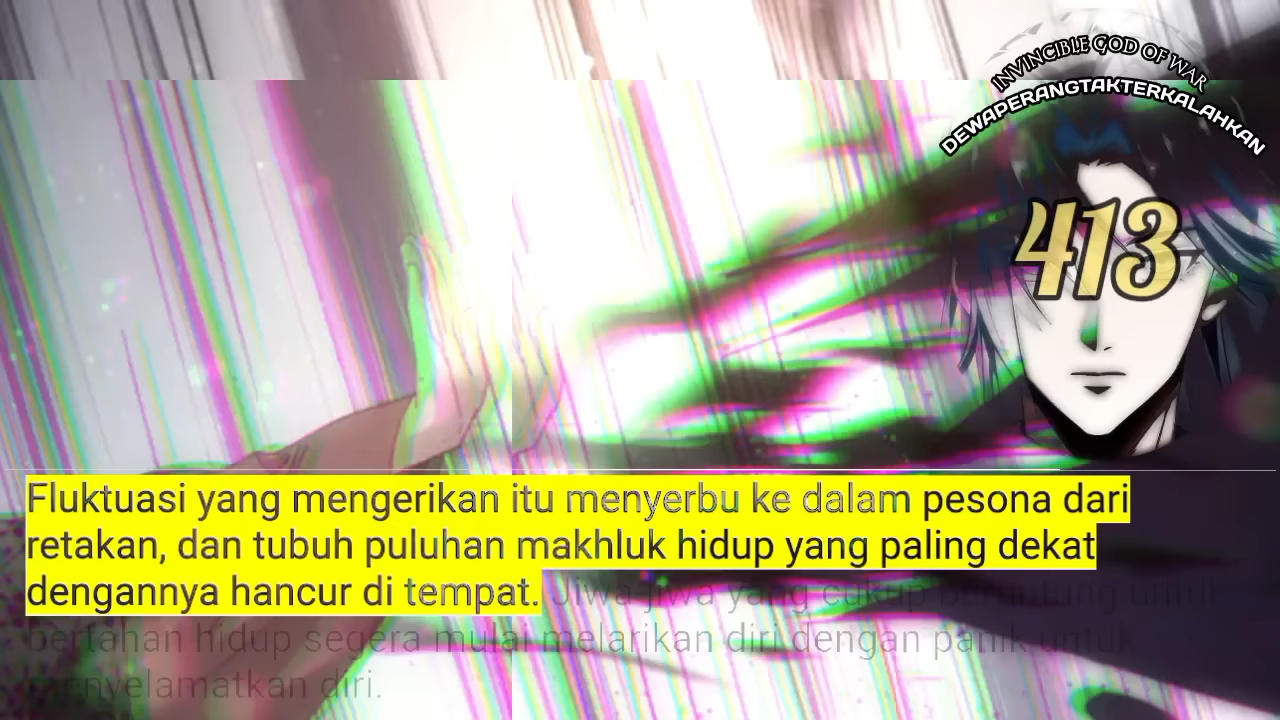 INVINCIBLE GOD OF WAR
DEWAPERANGTAKTERKALAHKAN
413
Fluktuasi yang mengerikan itu menyerbu ke dalam pesona dari
retakan, dan tubuh puluhan makhluk hidup yang paling dekat
dengannya hancur di tempat. Jiwa-jiwa yang cukup beruntung untuk
bertahan hidup segera mulai melarikan diri dengan panik untuk
menyelamatkan diri.